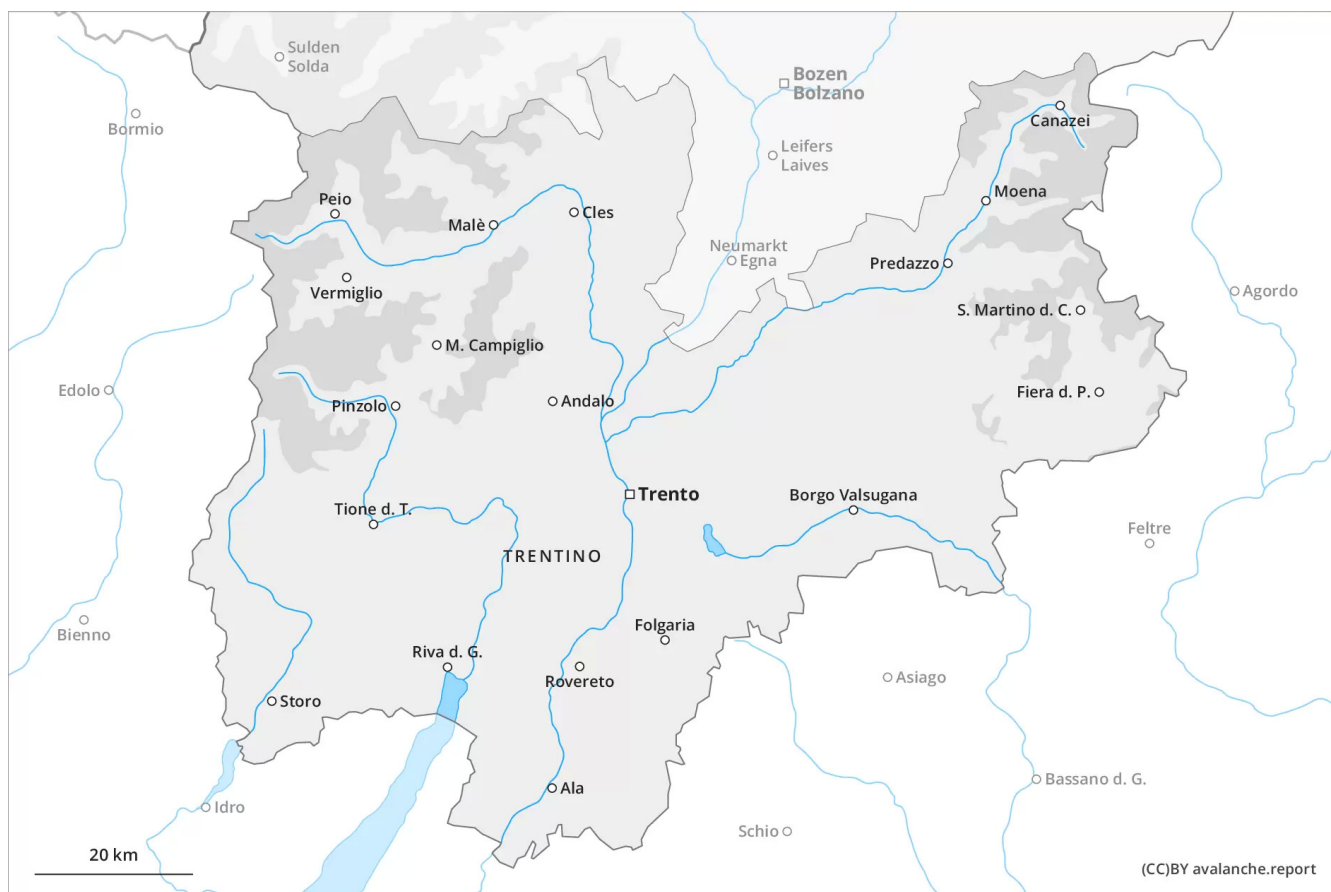 Sulden
Solda
Bozen
Bolzano
Bormio
Canazei
Leifers
Laives
Peio
Moena
Malè
Cles
Neumarkt
Egna
Predazzo
Vermiglio
Agordo
S. Martino d. C.
M. Campiglio
Edolo
Fiera d. P.
Pinzolo
Andalo
Trento
Borgo Valsugana
Tione d. T.
Feltre
TRENTINO
Bienno
Folgaria
Riva d. G.
Rovereto
Asiago
Storo
Bassano d. G.
Ala
Idro
Schio
20 km
(CC)BY avalanche.report